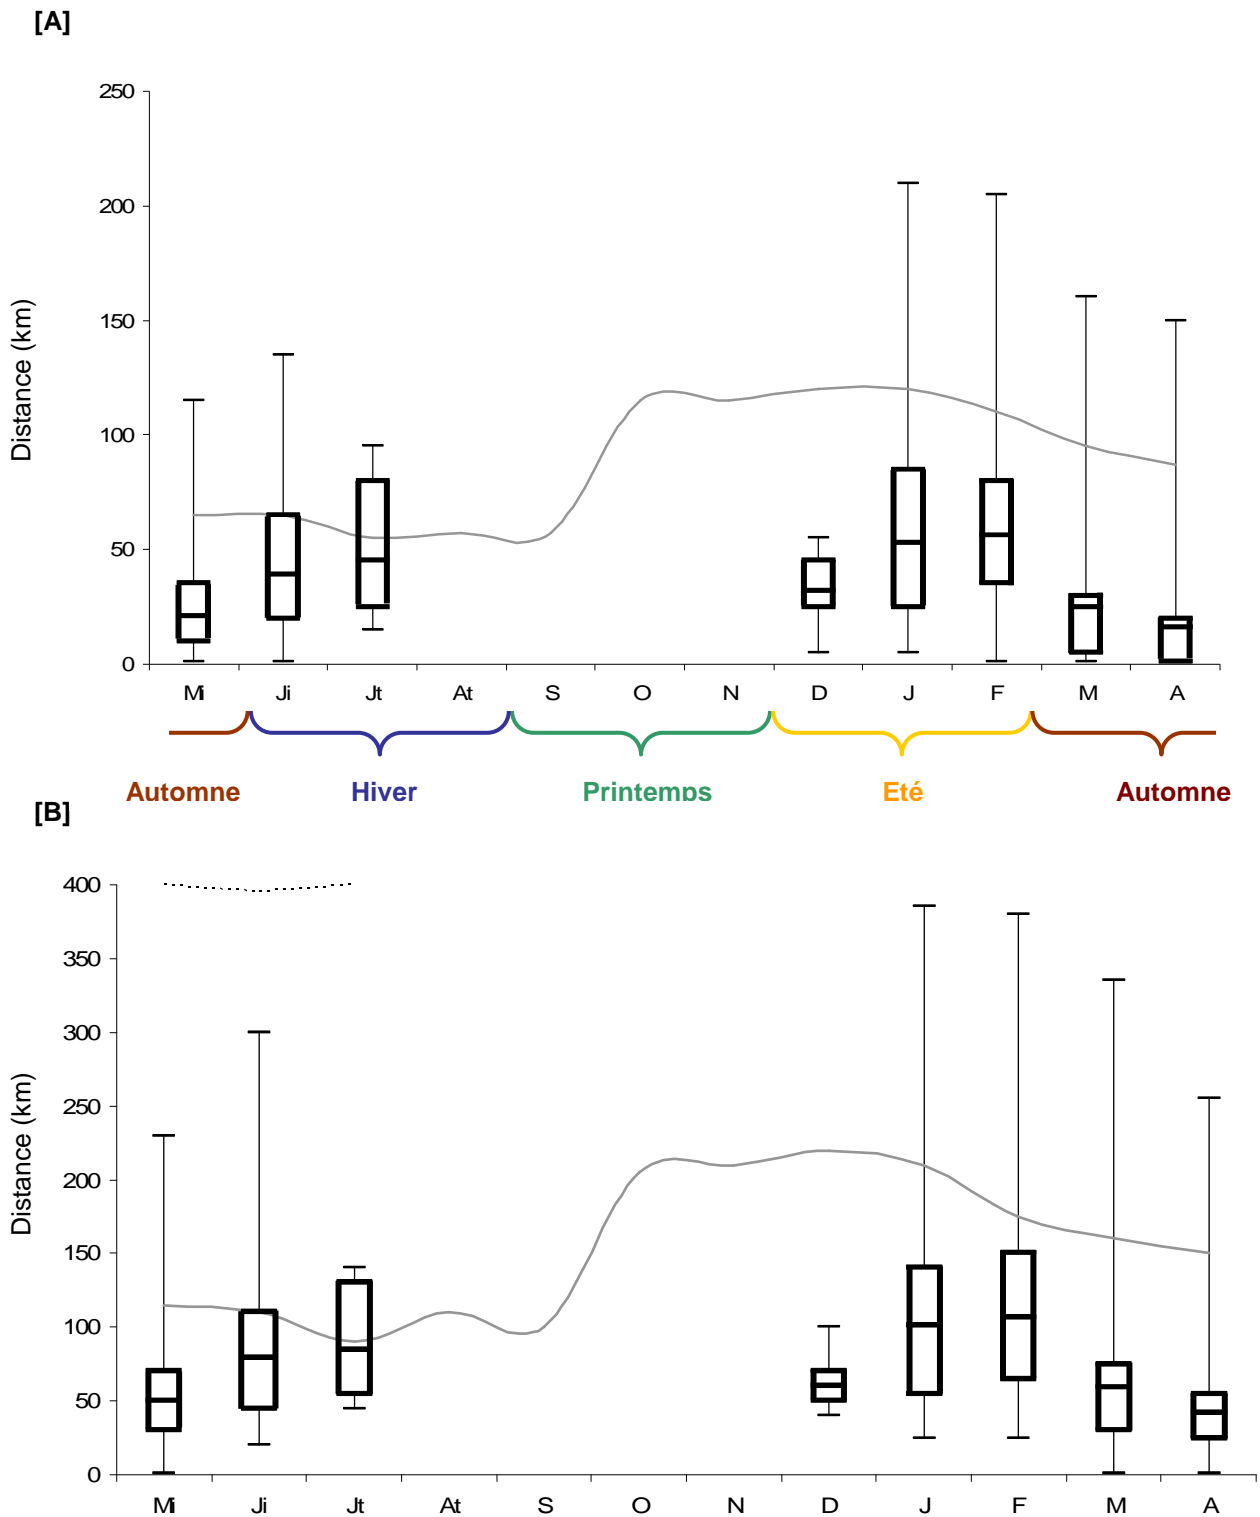 [A]
250
200
150
100
50
0
Distance (km)
Mi Ji Jt At S O N D J F M A
Automne Hiver Printemps Eté Automne
[B]
400
350
300
250
200
150
100
50
0
Distance (km)
Mi Ji Jt At S O N D J F M A